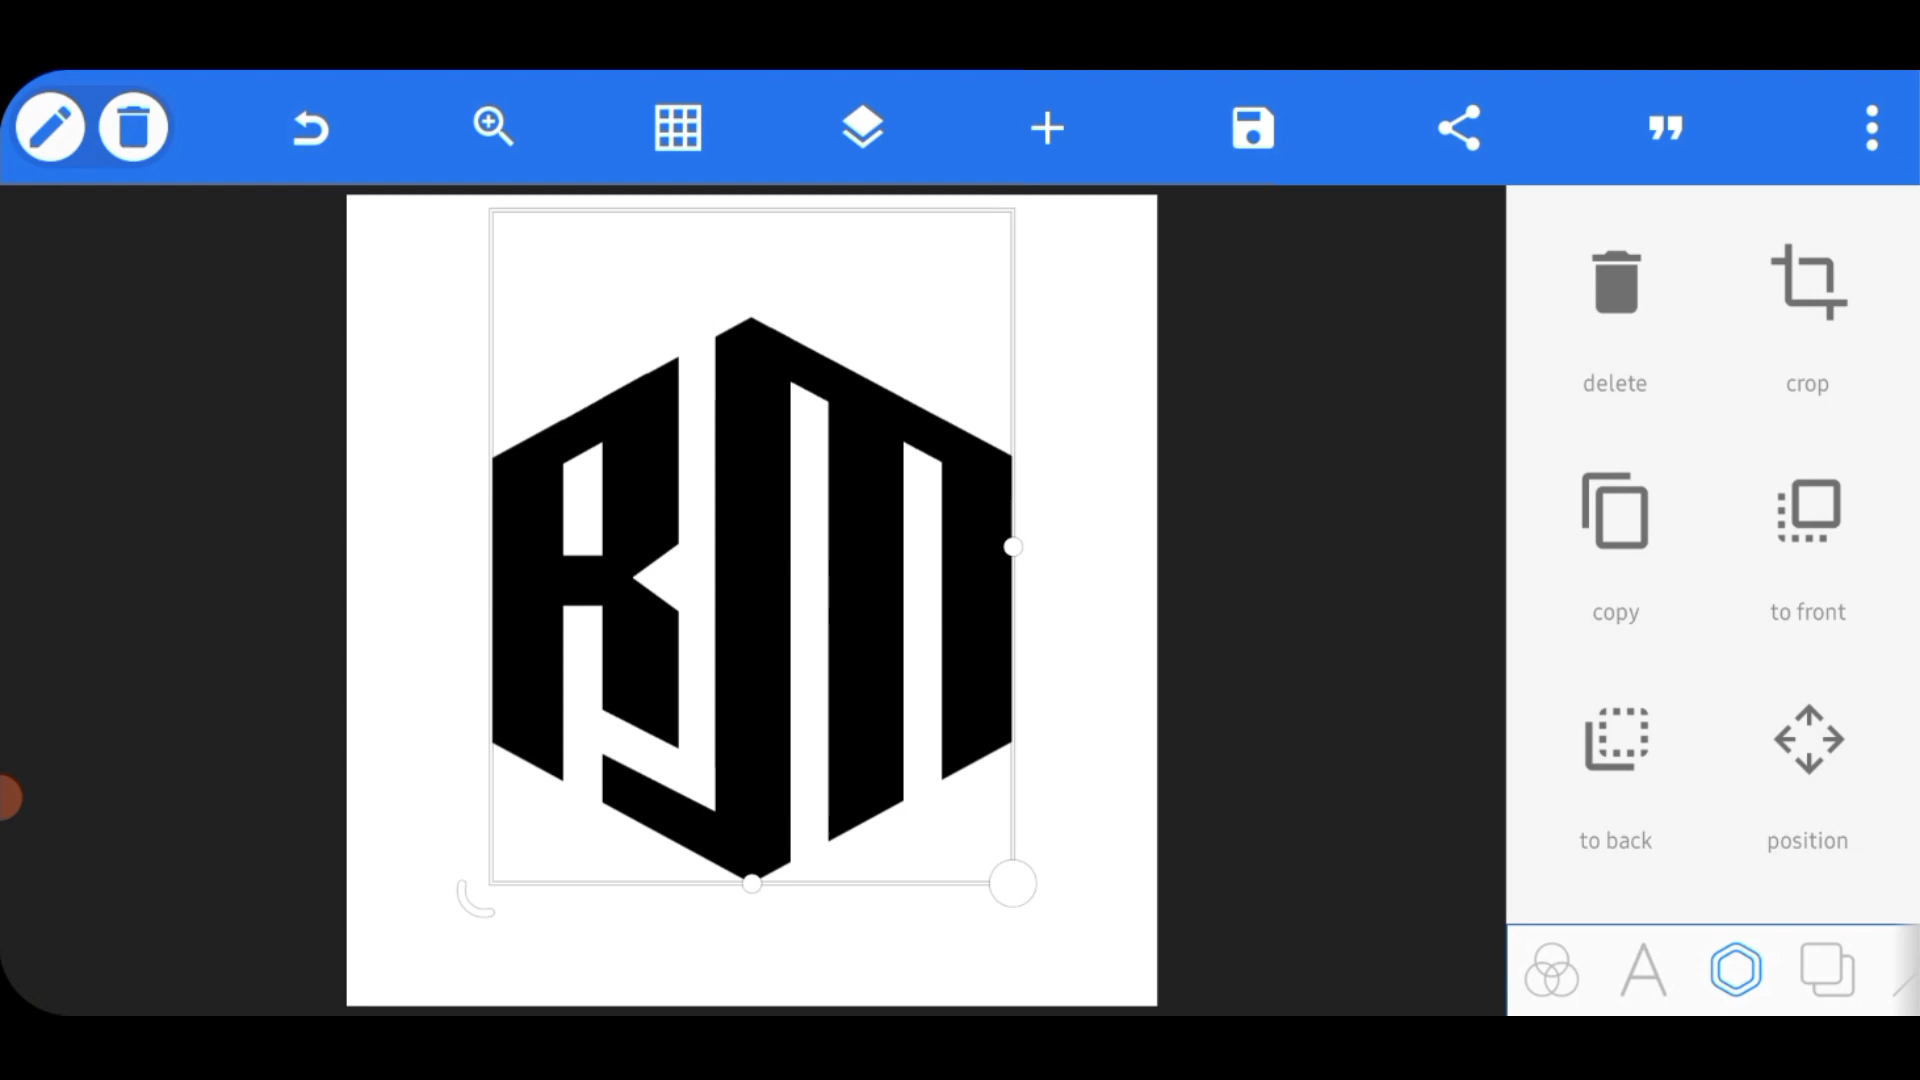 RJM
delete
crop
copy
to front
to back
position
A